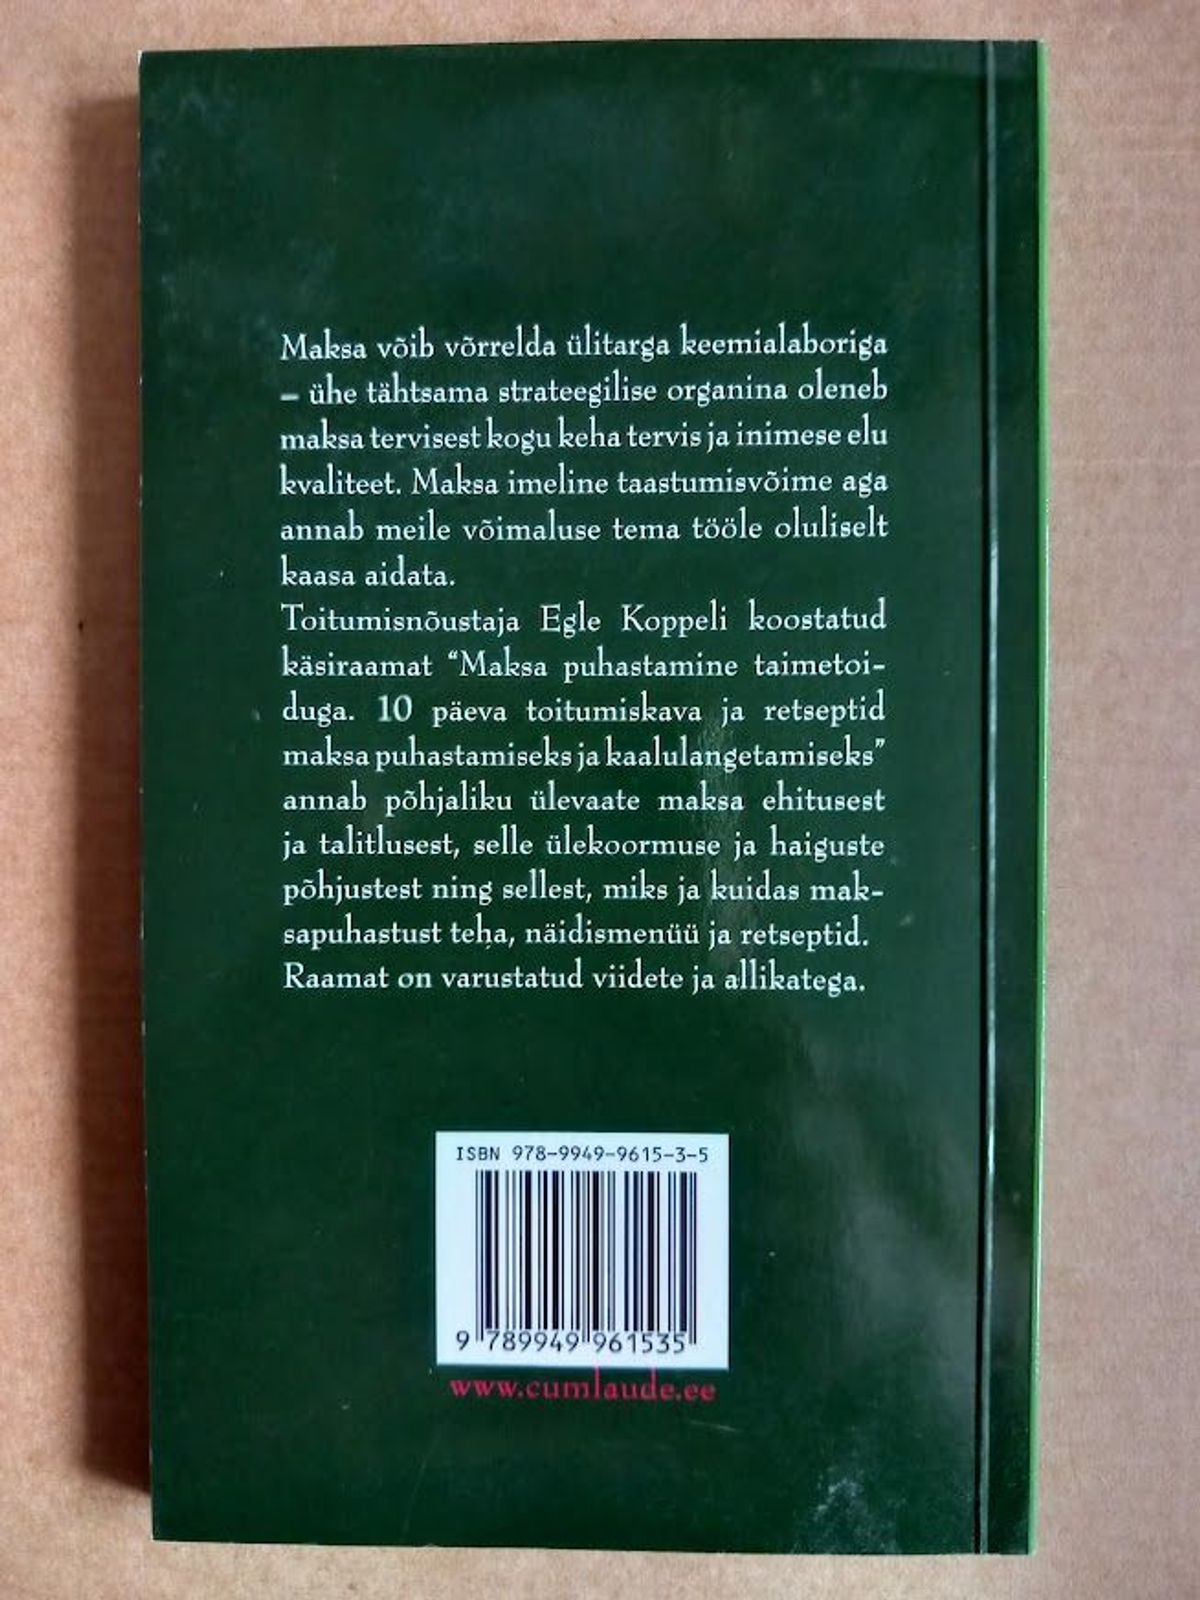 Maksa võib võrrelda ülitarga keemialaboriga
– ühe tähtsama strateegilise organina oleneb
maksa tervisest kogu keha tervis ja inimese elu
kvaliteet. Maksa imeline taastumisvõime aga
annab meile võimaluse tema tööle oluliselt
kaasa aidata.
Toitumisnõustaja Egle Koppeli koostatud
käsiraamat “Maksa puhastamine taimetoi-
duga. 10 päeva toitumiskava ja retseptid
maksa puhastamiseks ja kaalulangetamiseks”
annab põhjaliku ülevaate maksa ehitusest
ja talitlusest, selle ülekoormuse ja haiguste
põhjustest ning sellest, miks ja kuidas mak-
sapuhastust teha, näidismenüü ja retseptid.
Raamat on varustatud viidete ja allikatega.
ISBN 978-9949-9615-3-5
9 789949 961535
www.cumlaude.ee